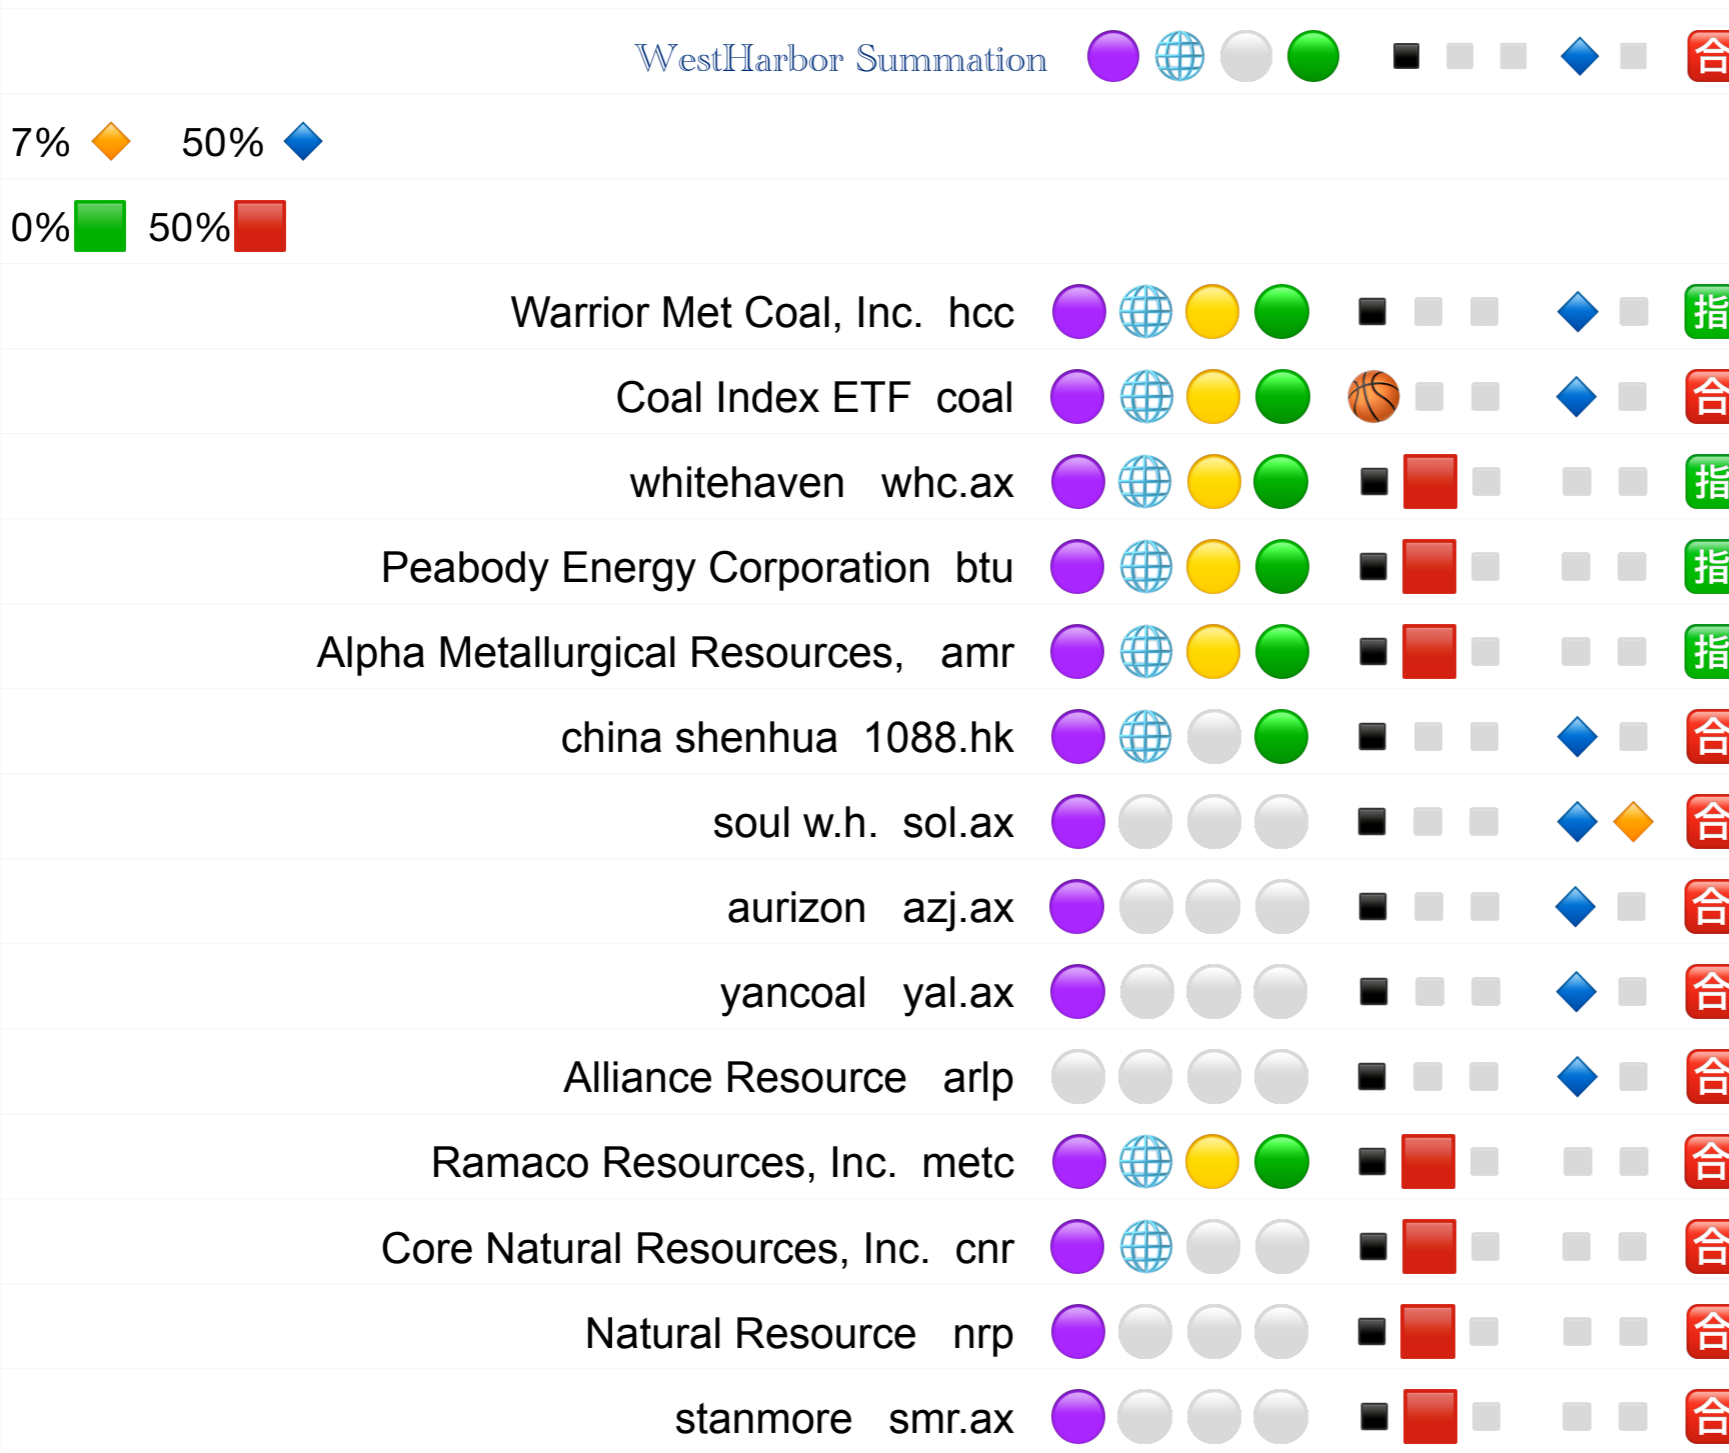 WestHarbor Summation 合
7% 50%
0% 50%
Warrior Met Coal, Inc. hcc 指
Coal Index ETF coal 合
whitehaven whc.ax 指
Peabody Energy Corporation btu 指
Alpha Metallurgical Resources, amr 指
china shenhua 1088.hk 合
soul w.h. sol.ax 合
aurizon azj.ax 合
yancoal yal.ax 合
Alliance Resource arlp 合
Ramaco Resources, Inc. metc 合
Core Natural Resources, Inc. cnr 合
Natural Resource nrp 合
stanmore smr.ax 合